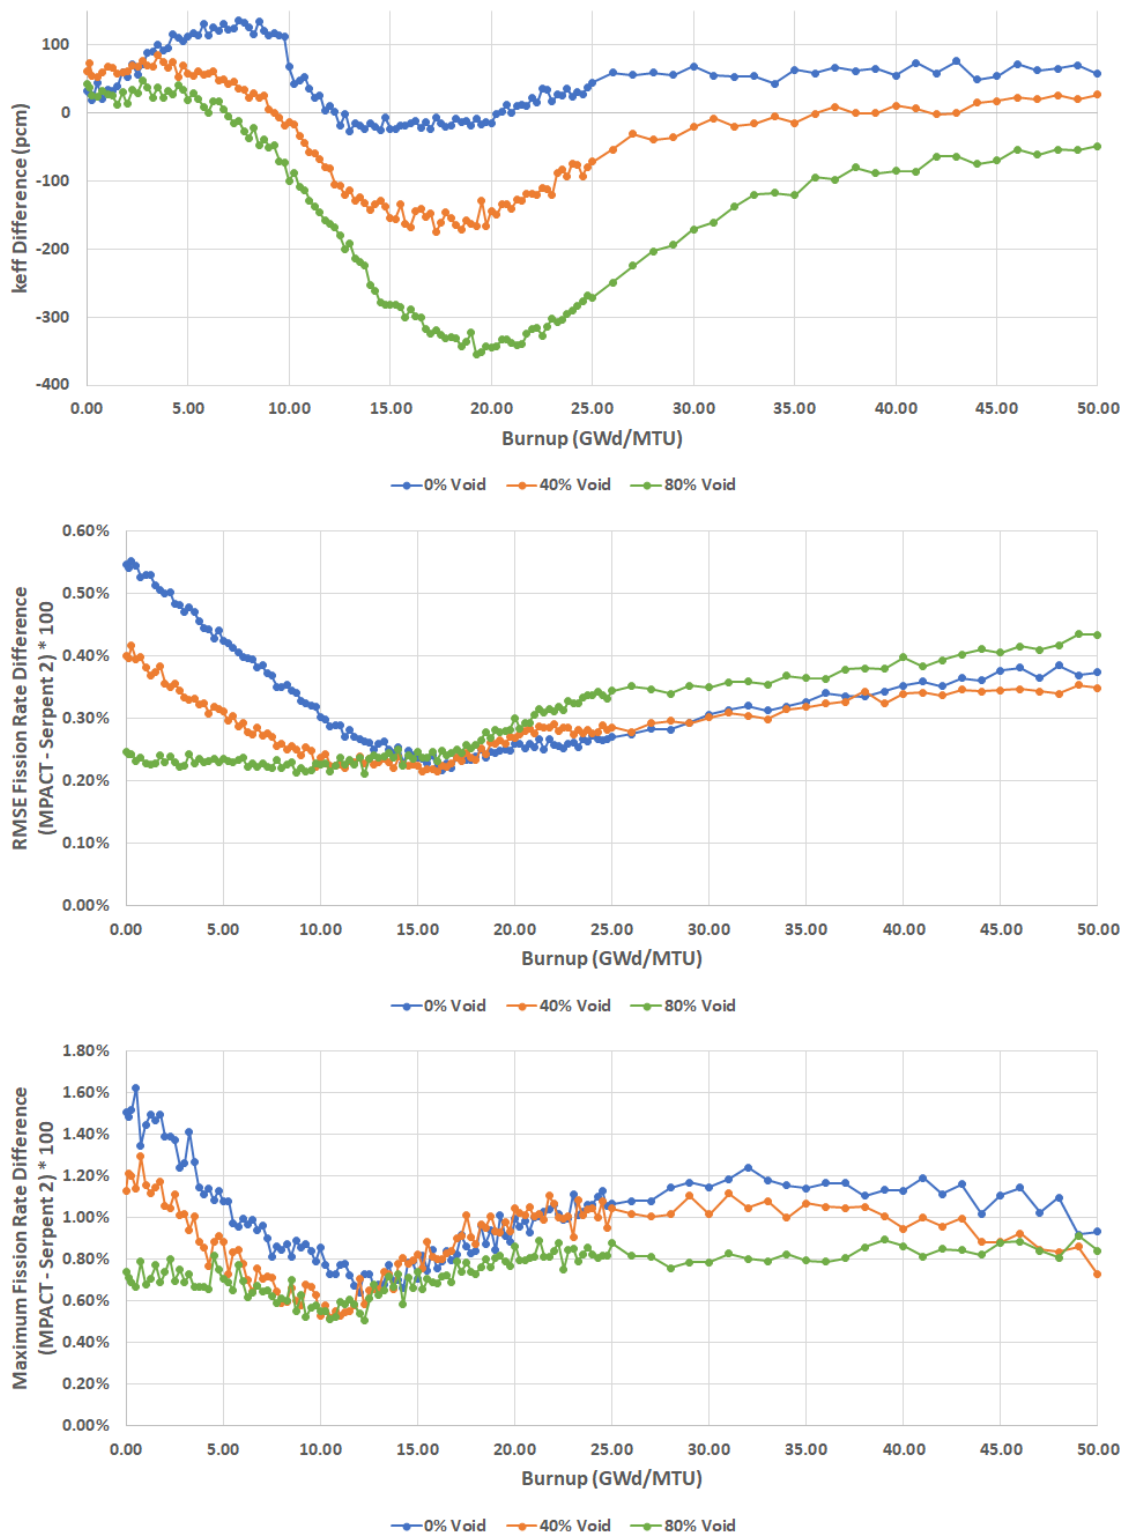 100
0
-100
-200
-300
-400
keff Difference (pcm)
0.00 5.00 10.00 15.00 20.00 25.00 30.00 35.00 40.00 45.00 50.00
Burnup (GWd/MTU)
0% Void 40% Void 80% Void
0.60%
0.50%
0.40%
0.30%
0.20%
0.10%
0.00%
RMSE Fission Rate Difference
(MPACT - Serpent 2) * 100
0.00 5.00 10.00 15.00 20.00 25.00 30.00 35.00 40.00 45.00 50.00
Burnup (GWd/MTU)
0% Void 40% Void 80% Void
1.80%
1.60%
1.40%
1.20%
1.00%
0.80%
0.60%
0.40%
0.20%
0.00%
Maximum Fission Rate Difference
(MPACT - Serpent 2) * 100
0.00 5.00 10.00 15.00 20.00 25.00 30.00 35.00 40.00 45.00 50.00
Burnup (GWd/MTU)
0% Void 40% Void 80% Void